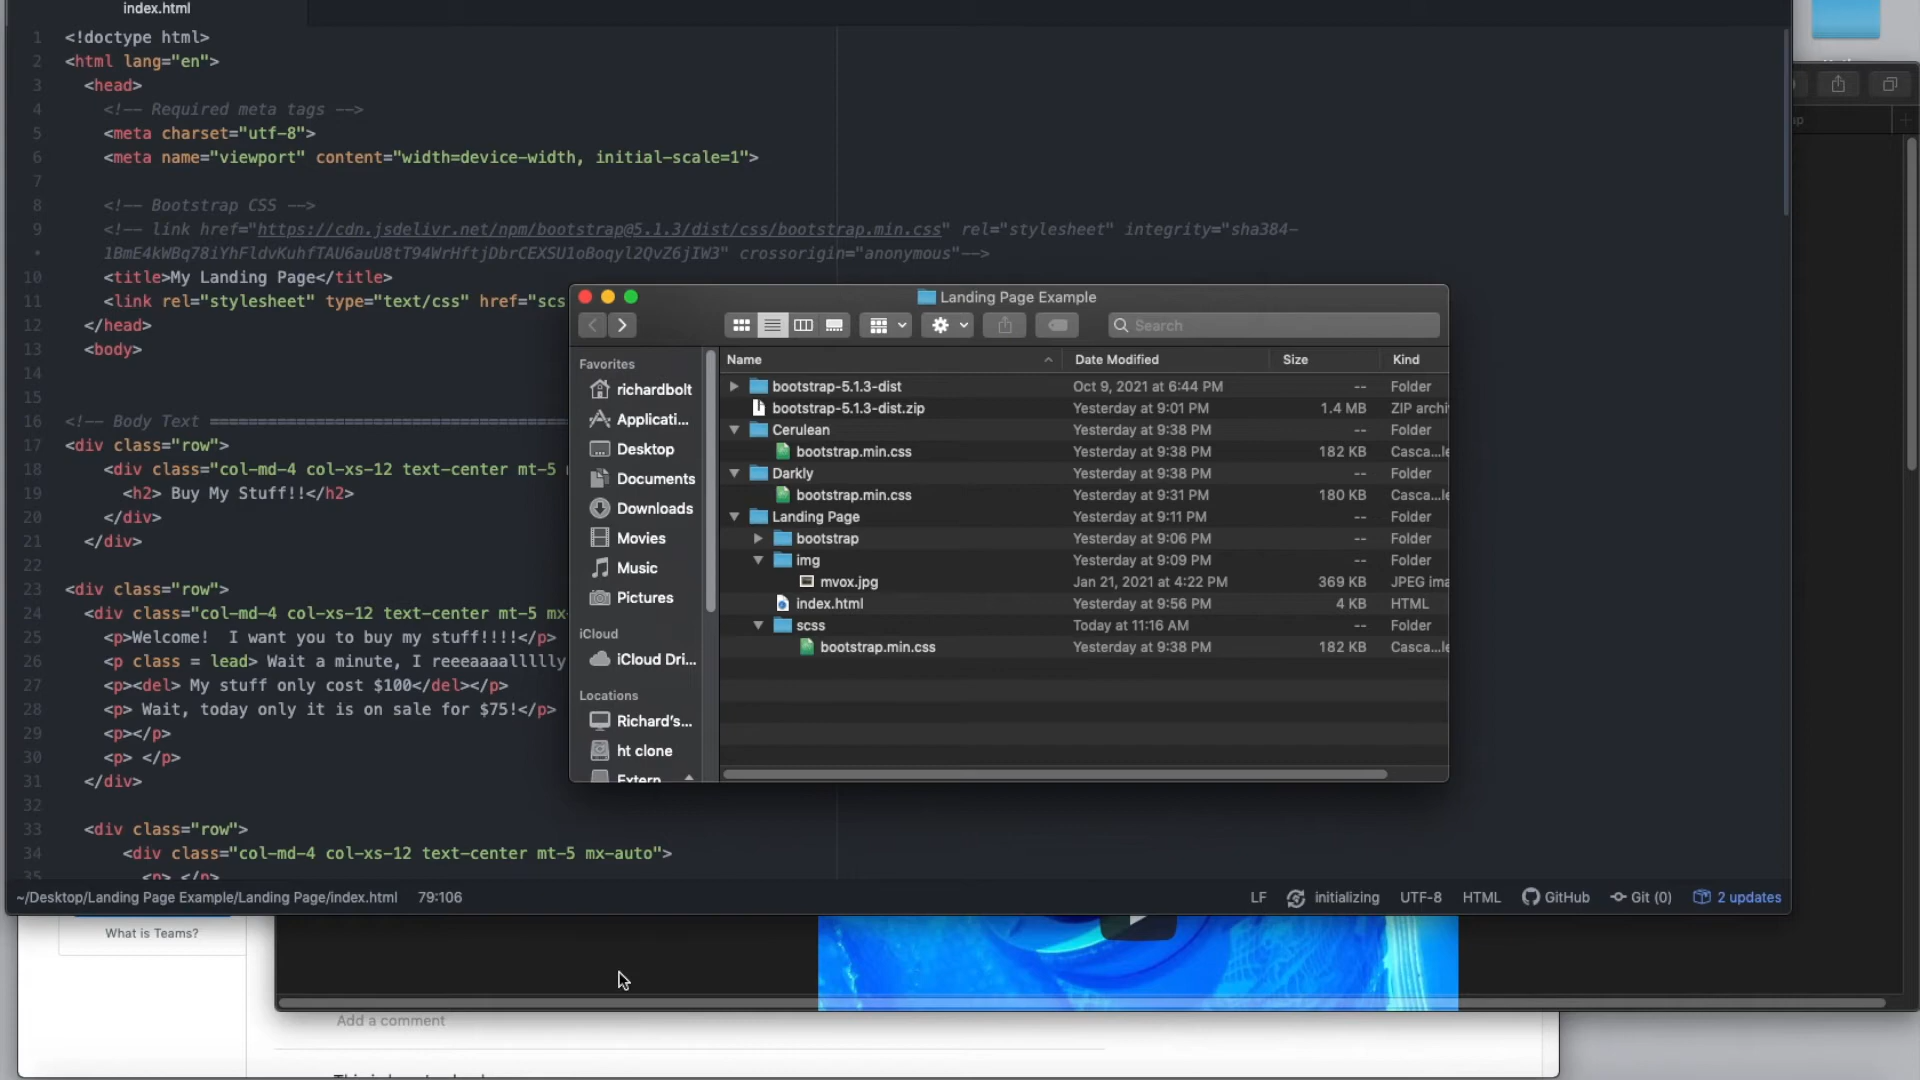 index.html
1 <!doctype html>
2 <html lang="en">
3 <head>
4 <!-- Required meta tags -->
5 <meta charset="utf-8">
6 <meta name="viewport" content="width=device-width, initial-scale=1">
7
8 <!-- Bootstrap CSS -->
9 <!-- link href="https://cdn.jsdelivr.net/npm/bootstrap@5.1.3/dist/css/bootstrap.min.css" rel="stylesheet" integrity="sha384-
• 1BmE4kWBq78iYhFldvKuhfTAU6auU8tT94WrHftjDbrCEXSU1oBoqyl2QvZ6jIW3" crossorigin="anonymous"-->
10 <title>My Landing Page</title>
11 <link rel="stylesheet" type="text/css" href="scs
12 </head>
13 <body>
14
15
16 <!-- Body Text ======================================
17 <div class="row">
18 <div class="col-md-4 col-xs-12 text-center mt-5
19 <h2> Buy My Stuff!!</h2>
20 </div>
21 </div>
22
23 <div class="row">
24 <div class="col-md-4 col-xs-12 text-center mt-5 mx-
25 <p>Welcome!  I want you to buy my stuff!!!!</p>
26 <p class = lead> Wait a minute, I reeeaaaallllly
27 <p><del> My stuff only cost $100</del></p>
28 <p> Wait, today only it is on sale for $75!</p>
29 <p></p>
30 <p> </p>
31 </div>
32
33 <div class="row">
34 <div class="col-md-4 col-xs-12 text-center mt-5 mx-auto">
35 <p> </p>
~/Desktop/Landing Page Example/Landing Page/index.html 79:106
LF initializing UTF-8 HTML GitHub Git (0) 2 updates
Landing Page Example
Search
Favorites
richardbolt
Applicati...
Desktop
Documents
Downloads
Movies
Music
Pictures
iCloud
iCloud Dri...
Locations
Richard's...
ht clone
Extern
Name Date Modified Size Kind
bootstrap-5.1.3-dist Oct 9, 2021 at 6:44 PM -- Folder
bootstrap-5.1.3-dist.zip Yesterday at 9:01 PM 1.4 MB ZIP archi
Cerulean Yesterday at 9:38 PM -- Folder
bootstrap.min.css Yesterday at 9:38 PM 182 KB Casca...le
Darkly Yesterday at 9:38 PM -- Folder
bootstrap.min.css Yesterday at 9:31 PM 180 KB Casca...le
Landing Page Yesterday at 9:11 PM -- Folder
bootstrap Yesterday at 9:06 PM -- Folder
img Yesterday at 9:09 PM -- Folder
mvox.jpg Jan 21, 2021 at 4:22 PM 369 KB JPEG ima
index.html Yesterday at 9:56 PM 4 KB HTML
scss Today at 11:16 AM -- Folder
bootstrap.min.css Yesterday at 9:38 PM 182 KB Casca...le
What is Teams?
Add a comment